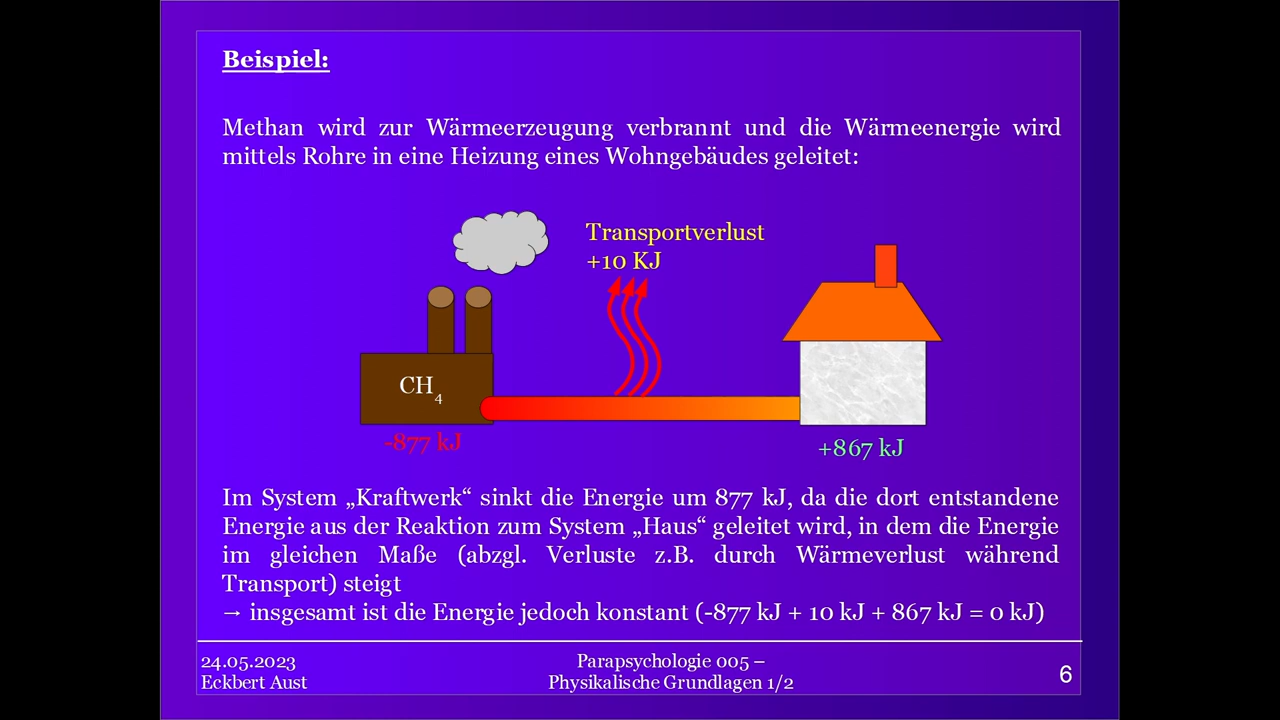 Beispiel:
Methan wird zur Wärmeerzeugung verbrannt und die Wärmeenergie wird
mittels Rohre in eine Heizung eines Wohngebäudes geleitet:
Transportverlust
+10 KJ
CH4
-877 kJ
+867 kJ
Im System „Kraftwerk“ sinkt die Energie um 877 kJ, da die dort entstandene
Energie aus der Reaktion zum System „Haus“ geleitet wird, in dem die Energie
im gleichen Maße (abzgl. Verluste z.B. durch Wärmeverlust während
Transport) steigt
→ insgesamt ist die Energie jedoch konstant (-877 kJ + 10 kJ + 867 kJ = 0 kJ)
24.05.2023
Eckbert Aust
Parapsychologie 005 –
Physikalische Grundlagen 1/2
6